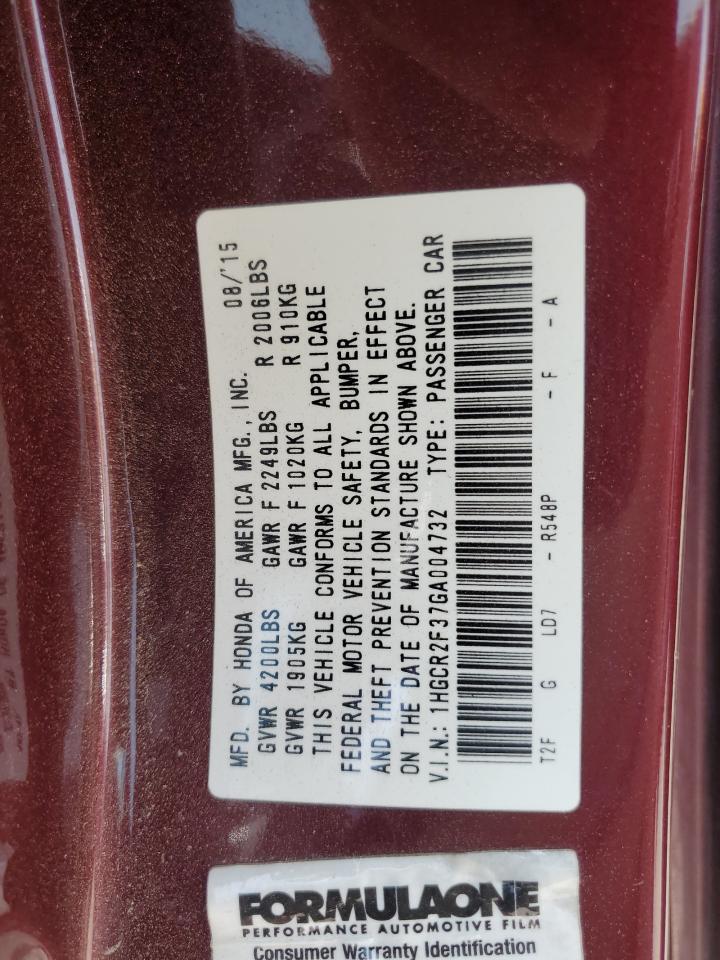 MFD. BY HONDA OF AMERICA MFG., INC. 08/'15
GVWR 4200LBS GAWR F 2249LBS R 2006LBS
GVWR 1905KG GAWR F 1020KG R 910KG
THIS VEHICLE CONFORMS TO ALL APPLICABLE
FEDERAL MOTOR VEHICLE SAFETY, BUMPER,
AND THEFT PREVENTION STANDARDS IN EFFECT
ON THE DATE OF MANUFACTURE SHOWN ABOVE.
V.I.N.: 1HGCR2F37GA004732 TYPE: PASSENGER CAR
T2F G LD7 - R548P - F - A
FORMULAONE
PERFORMANCE AUTOMOTIVE FILM
Consumer Warranty Identification